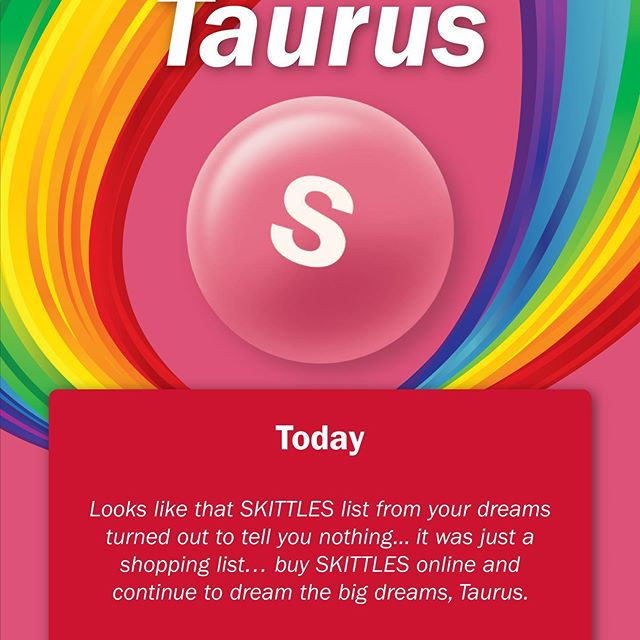 Taurus
S
Today
Looks like that SKITTLES list from your dreams
turned out to tell you nothing... it was just a
shopping list... buy SKITTLES online and
continue to dream the big dreams, Taurus.